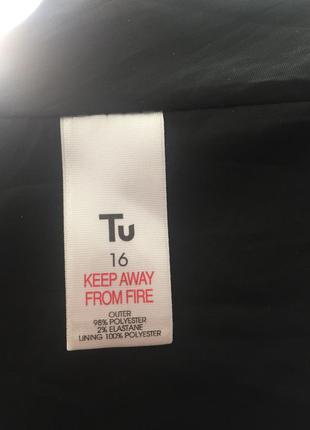 Tu
16
KEEP AWAY
FROM FIRE
OUTER
98% POLYESTER
2% ELASTANE
LINING 100% POLYESTER